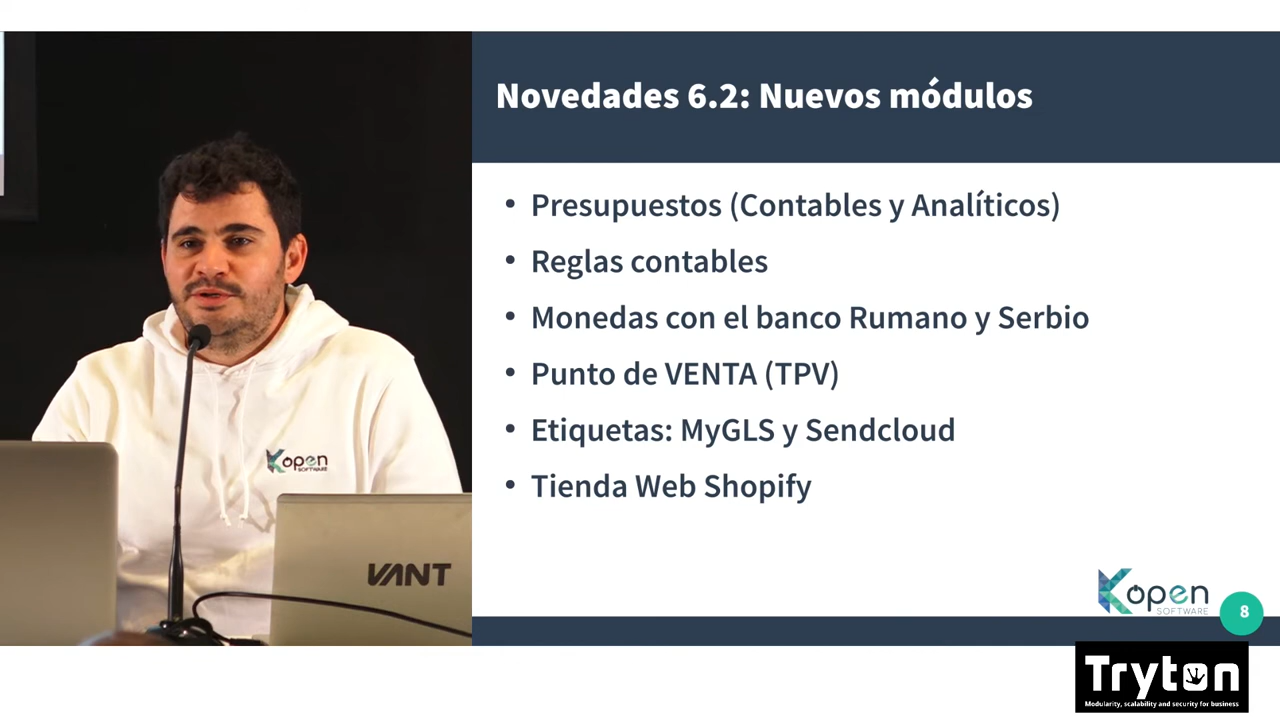 Novedades 6.2: Nuevos módulos
• Presupuestos (Contables y Analíticos)
• Reglas contables
• Monedas con el banco Rumano y Serbio
• Punto de VENTA (TPV)
• Etiquetas: MyGLS y Sendcloud
• Tienda Web Shopify
Kopen
SOFTWARE
VANT
Kopen
SOFTWARE
8
Tryton
Modularity, scalability and security for business